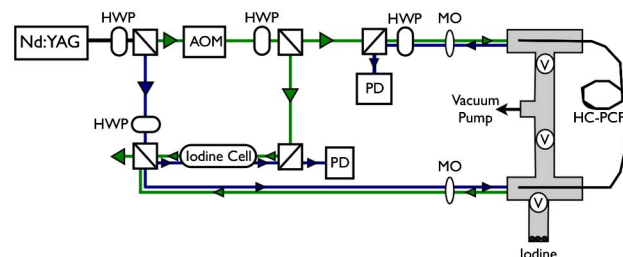 HWP
HWP
HWP
MO
Nd:YAG
AOM
V
PD
Vacuum
Pump
HC-PCF
HWP
V
Iodine Cell
PD
MO
V
Iodine